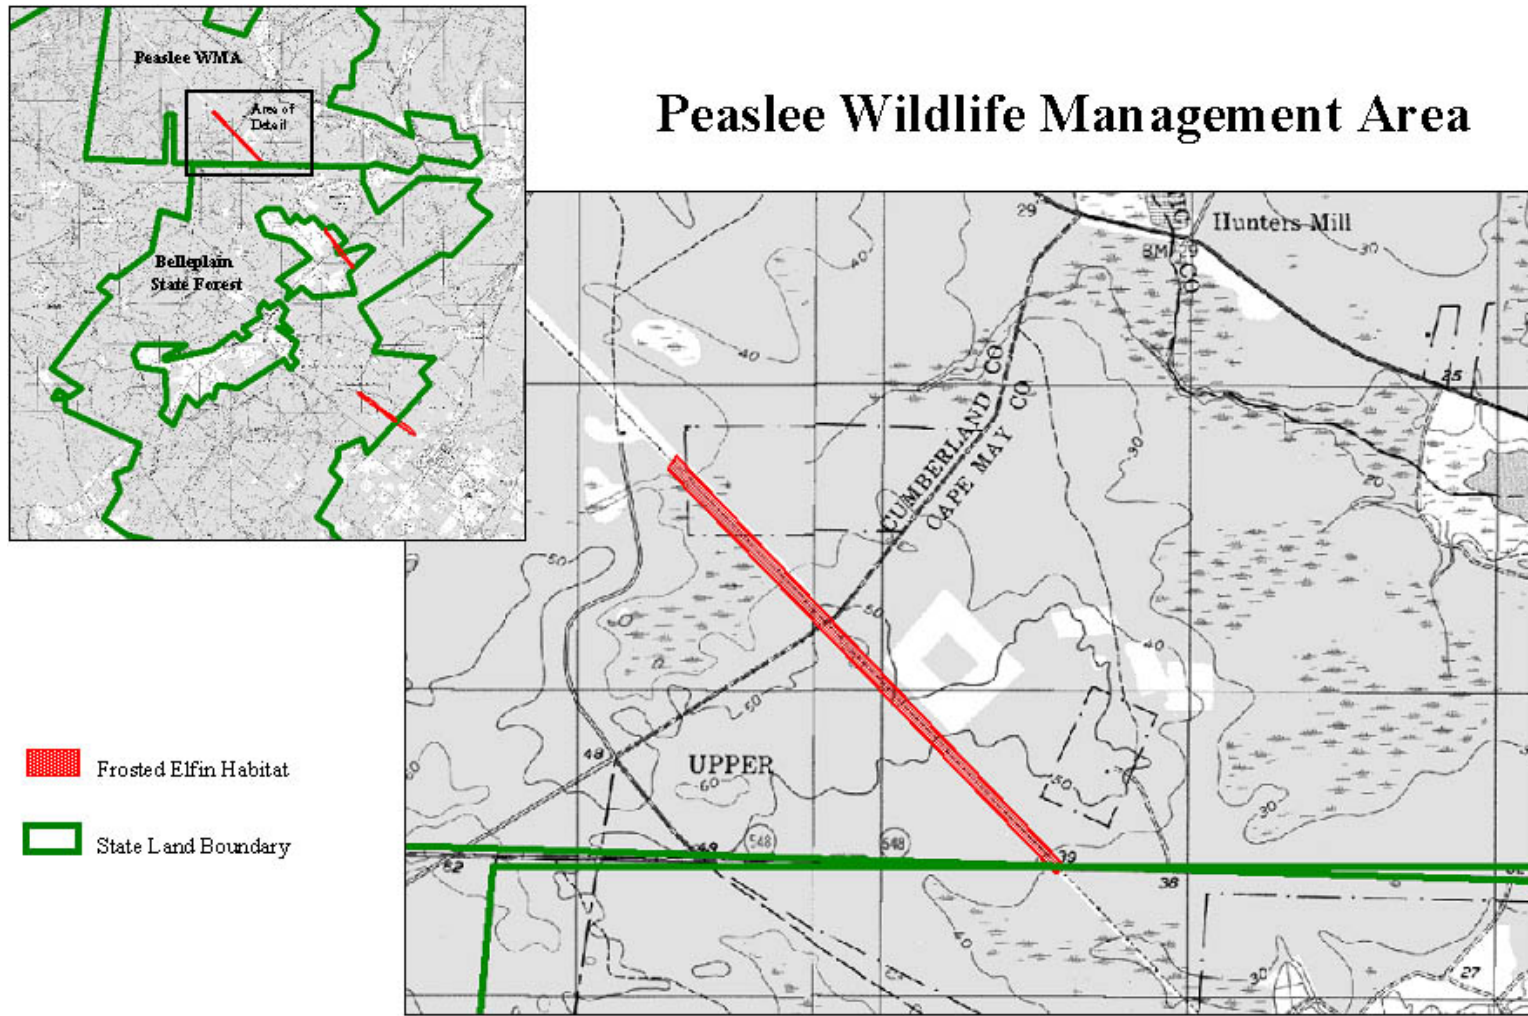 Peaslee WMA
Area of
Detail
Belleplain
State Forest
Peaslee Wildlife Management Area
29
Hunters Mill
BM 29
CO
30
40
40
25
CUMBERLAND CO
CAPE MAY CO
30
20
50
50
40
50
48
UPPER
60
50
30
548
548
49
39
52
38
40
30
27
Frosted Elfin Habitat
State Land Boundary